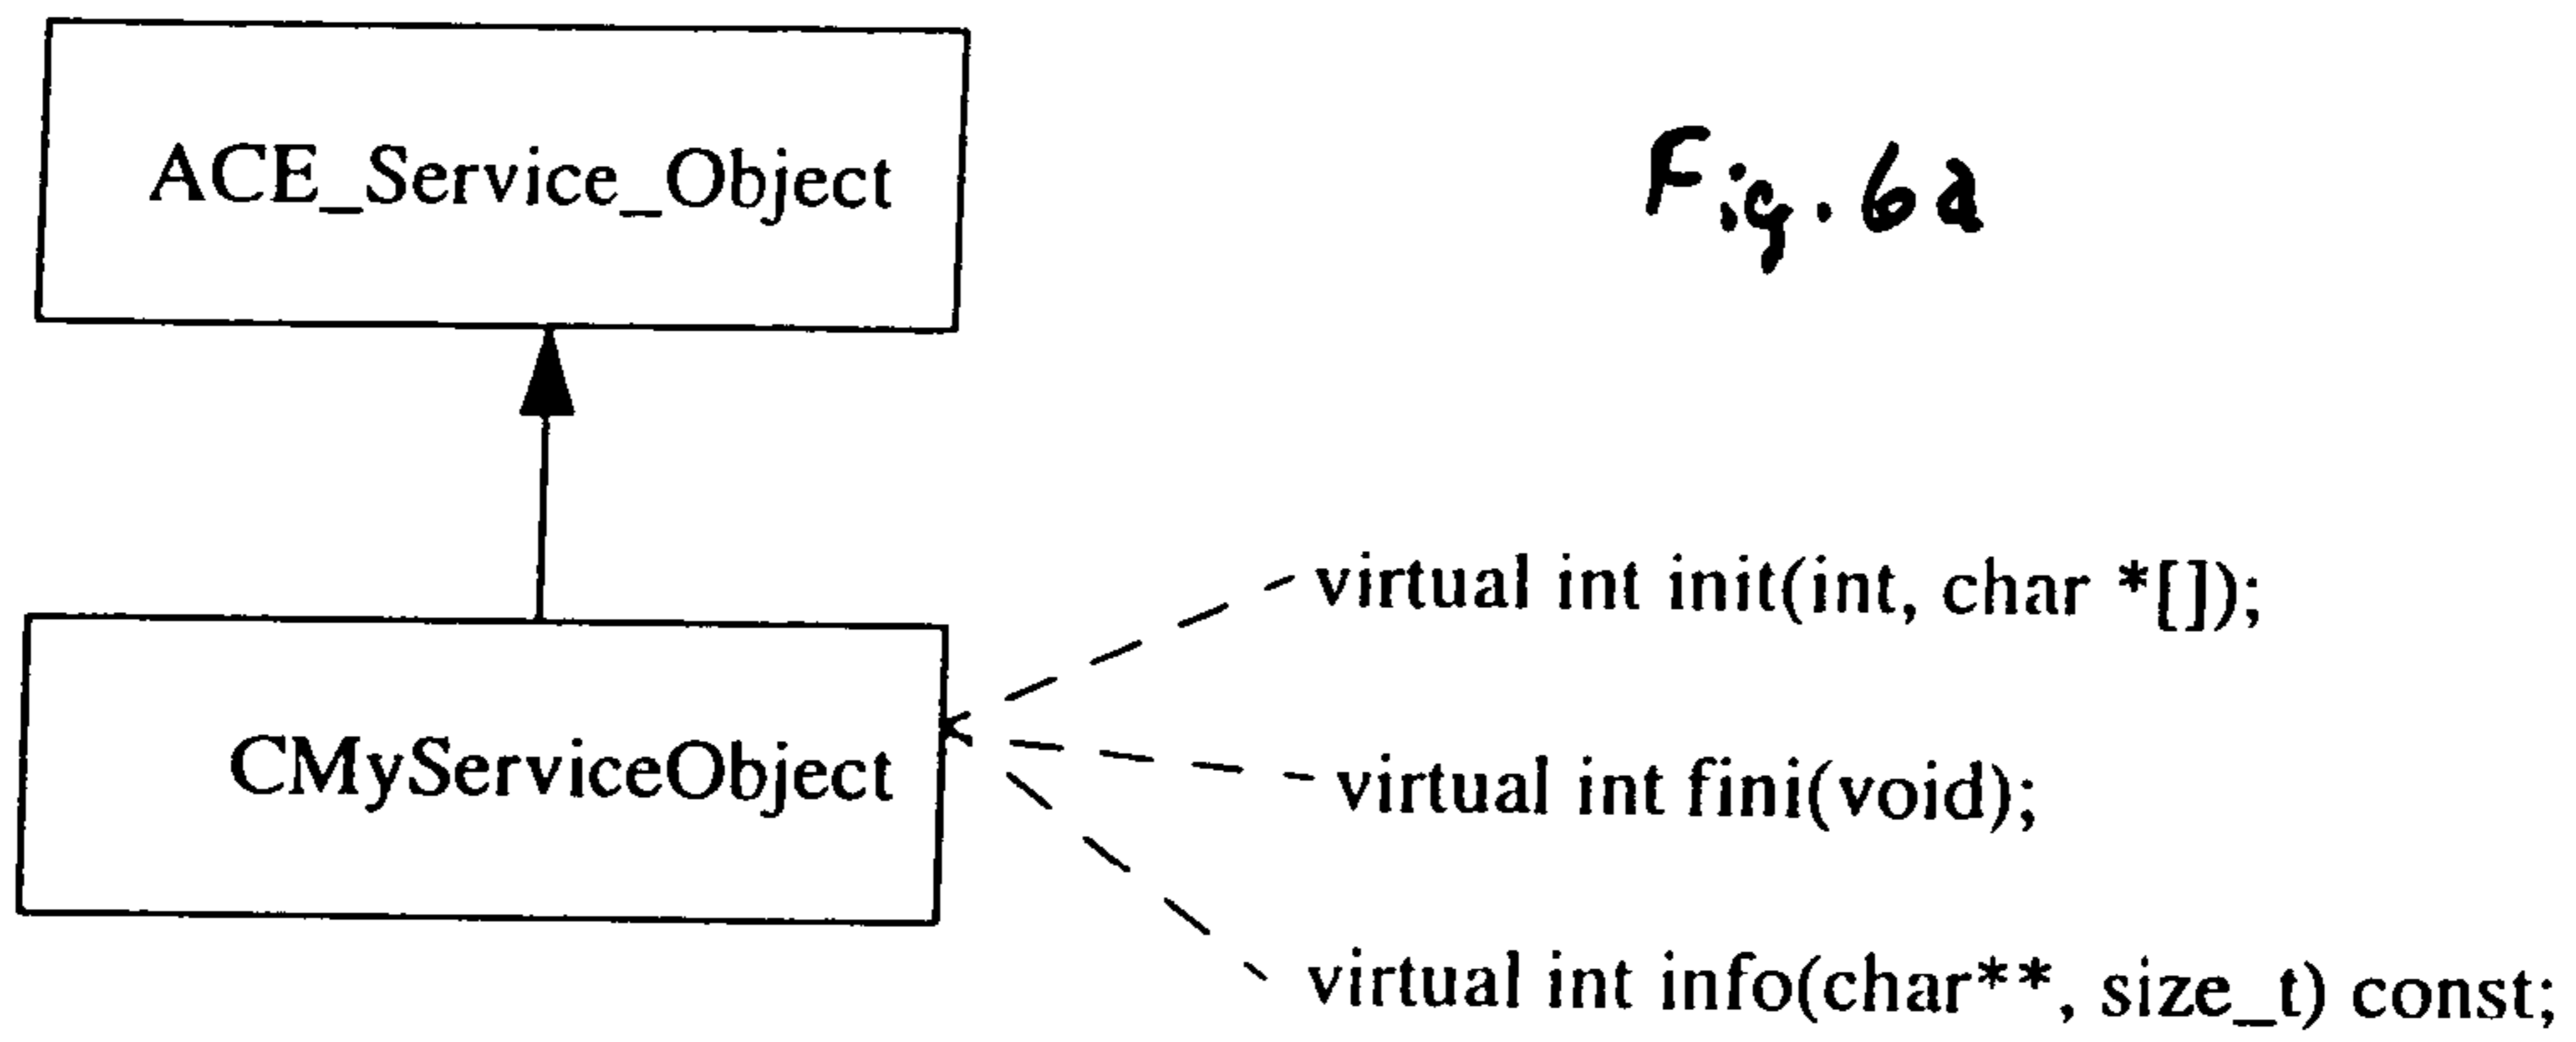 ACE_Service_Object
Fig. 6a
virtual int init(int, char *[]);
CMyServiceObject
virtual int fini(void);
virtual int info(char**, size_t) const;